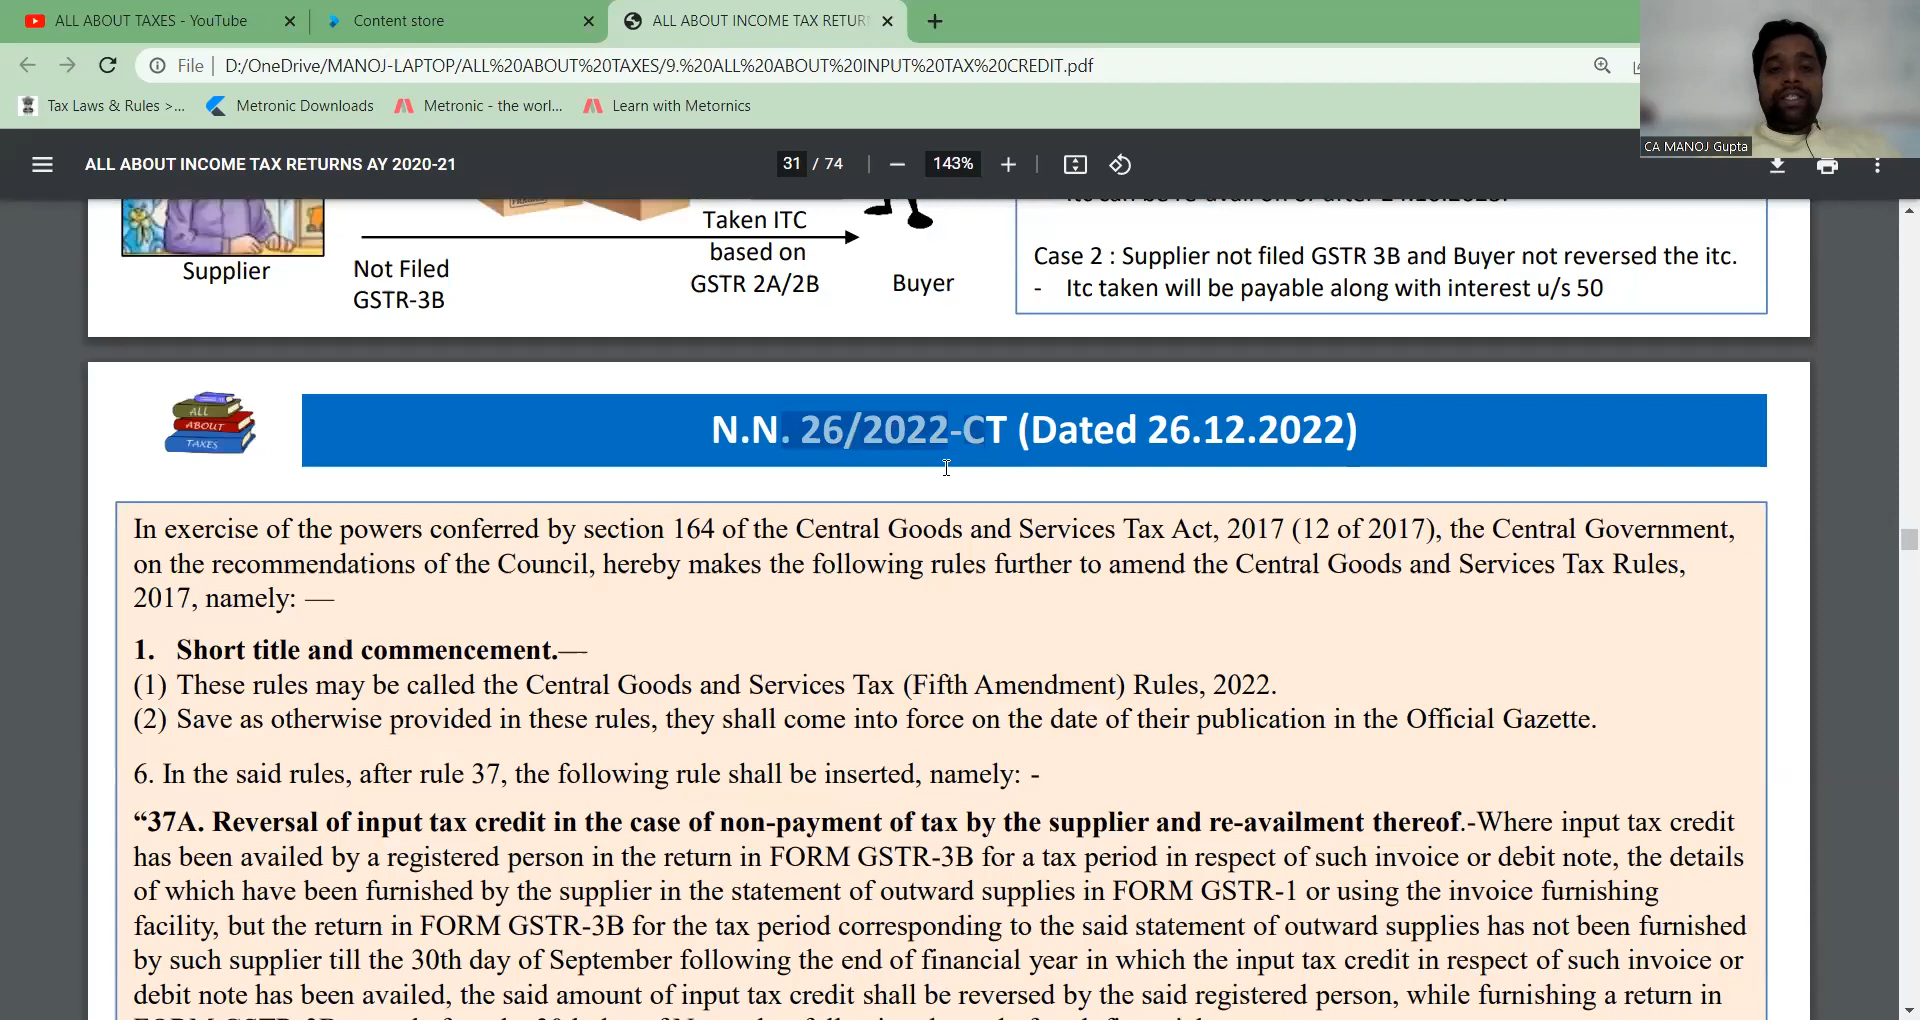 ALL ABOUT TAXES - YouTube
Content store
ALL ABOUT INCOME TAX RETUR
File
D:/OneDrive/MANOJ-LAPTOP/ALL%20ABOUT%20TAXES/9.%20ALL%20ABOUT%20INPUT%20TAX%20CREDIT.pdf
Tax Laws & Rules >...
Metronic Downloads
Metronic - the worl...
Learn with Metornics
CA MANOJ Gupta
ALL ABOUT INCOME TAX RETURNS AY 2020-21
31 / 74
143%
Supplier
Not Filed
GSTR-3B
Taken ITC
based on
GSTR 2A/2B
Buyer
Case 2 : Supplier not filed GSTR 3B and Buyer not reversed the itc.
- Itc taken will be payable along with interest u/s 50
ALL
ABOUT
TAXES
N.N. 26/2022-CT (Dated 26.12.2022)
In exercise of the powers conferred by section 164 of the Central Goods and Services Tax Act, 2017 (12 of 2017), the Central Government,
on the recommendations of the Council, hereby makes the following rules further to amend the Central Goods and Services Tax Rules,
2017, namely: —
1. Short title and commencement.—
(1) These rules may be called the Central Goods and Services Tax (Fifth Amendment) Rules, 2022.
(2) Save as otherwise provided in these rules, they shall come into force on the date of their publication in the Official Gazette.
6. In the said rules, after rule 37, the following rule shall be inserted, namely: -
“37A. Reversal of input tax credit in the case of non-payment of tax by the supplier and re-availment thereof.-Where input tax credit
has been availed by a registered person in the return in FORM GSTR-3B for a tax period in respect of such invoice or debit note, the details
of which have been furnished by the supplier in the statement of outward supplies in FORM GSTR-1 or using the invoice furnishing
facility, but the return in FORM GSTR-3B for the tax period corresponding to the said statement of outward supplies has not been furnished
by such supplier till the 30th day of September following the end of financial year in which the input tax credit in respect of such invoice or
debit note has been availed, the said amount of input tax credit shall be reversed by the said registered person, while furnishing a return in